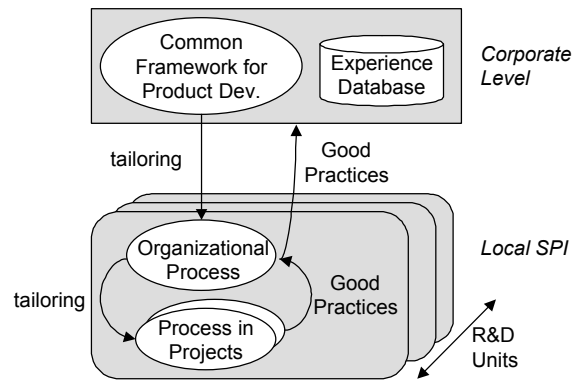 Common
Framework for
Product Dev.
Experience
Database
Corporate
Level
tailoring
Good
Practices
Organizational
Process
Local SPI
tailoring
Good
Practices
Process in
Projects
R&D
Units